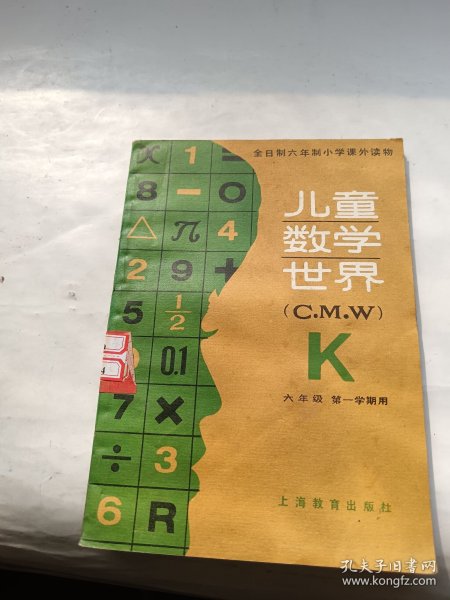 全日制六年制小学课外读物
儿童
数学
世界
(C.M.W)
K
六年级 第一学期用
上海教育出版社
X 1 −
8 − O
△ π 4
2 9 +
5 1/2
0.1
7 ×
÷ 3
6 R
孔夫子旧书网
www.kongfz.com